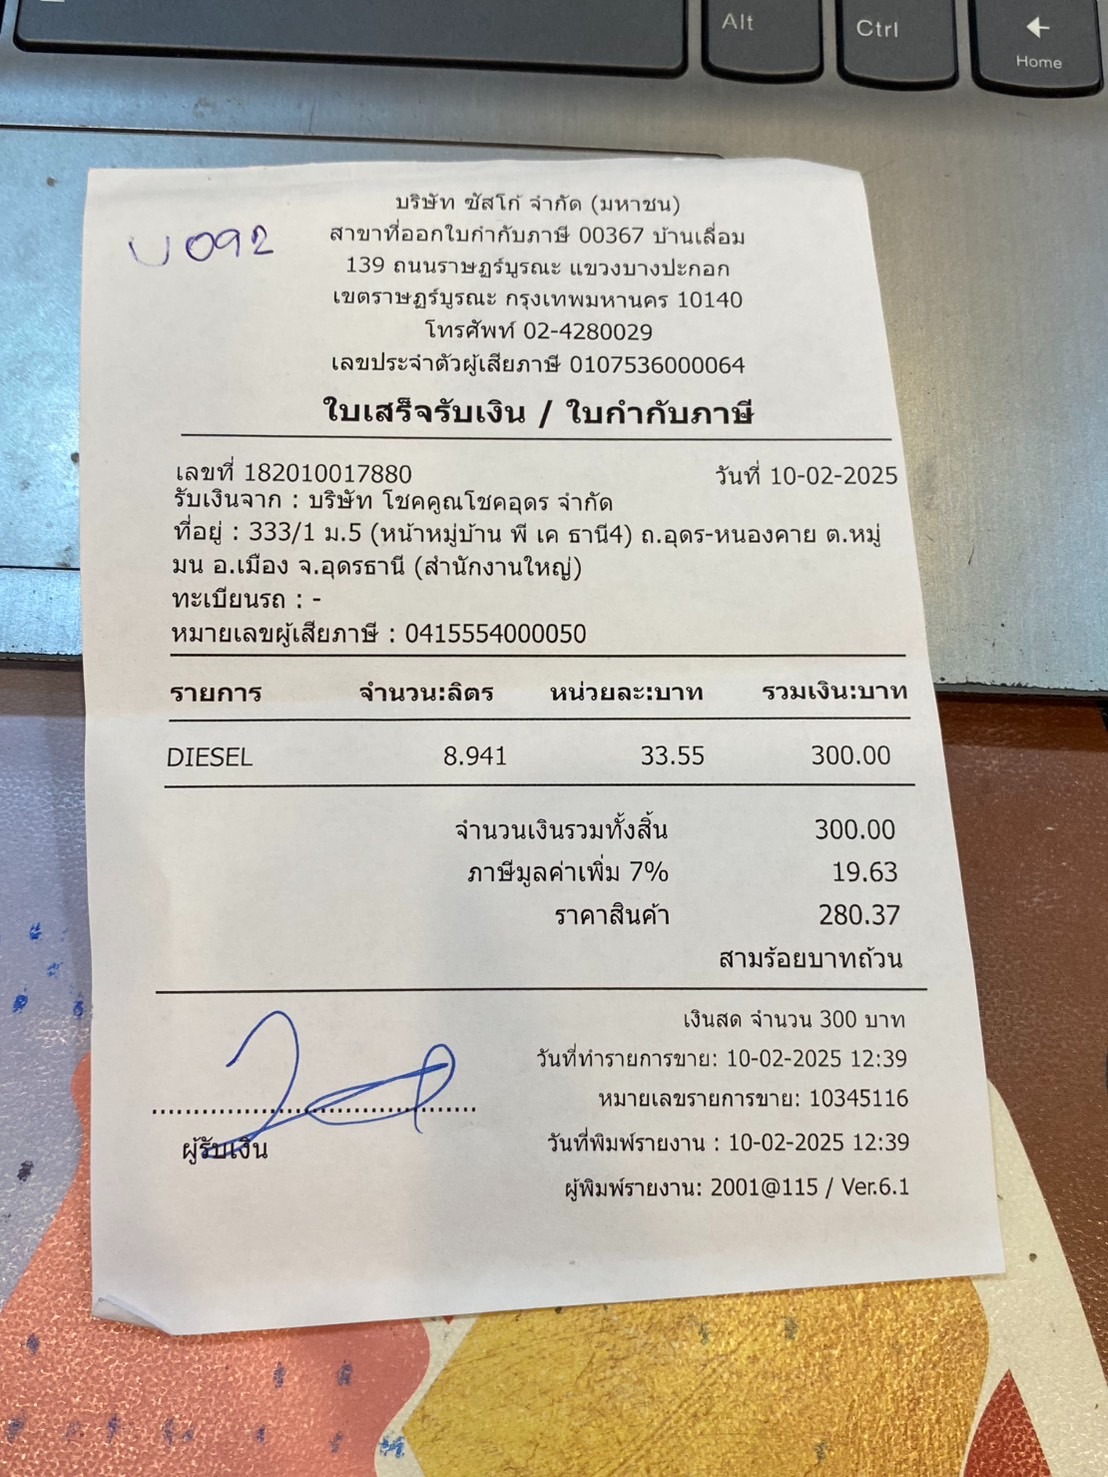 Alt
Ctrl
Home
บริษัท ซัสโก้ จำกัด (มหาชน)
092
สาขาที่ออกใบกำกับภาษี 00367 บ้านเลื่อม
139 ถนนราษฎร์บูรณะ แขวงบางปะกอก
เขตราษฎร์บูรณะ กรุงเทพมหานคร 10140
โทรศัพท์ 02-4280029
เลขประจำตัวผู้เสียภาษี 0107536000064
ใบเสร็จรับเงิน / ใบกำกับภาษี
เลขที่ 182010017880 วันที่ 10-02-2025
รับเงินจาก : บริษัท โชคคูณโชคอุดร จำกัด
ที่อยู่ : 333/1 ม.5 (หน้าหมู่บ้าน พี เค ธานี4) ถ.อุดร-หนองคาย ต.หมู
มน อ.เมือง จ.อุดรธานี (สำนักงานใหญ่)
ทะเบียนรถ : -
หมายเลขผู้เสียภาษี : 0415554000050
รายการ จำนวน:ลิตร หน่วยละ:บาท รวมเงิน:บาท
DIESEL 8.941 33.55 300.00
จำนวนเงินรวมทั้งสิ้น 300.00
ภาษีมูลค่าเพิ่ม 7% 19.63
ราคาสินค้า 280.37
สามร้อยบาทถ้วน
เงินสด จำนวน 300 บาท
วันที่ทำรายการขาย: 10-02-2025 12:39
หมายเลขรายการขาย: 10345116
ผู้รับเงิน วันที่พิมพ์รายงาน : 10-02-2025 12:39
ผู้พิมพ์รายงาน: 2001@115 / Ver.6.1